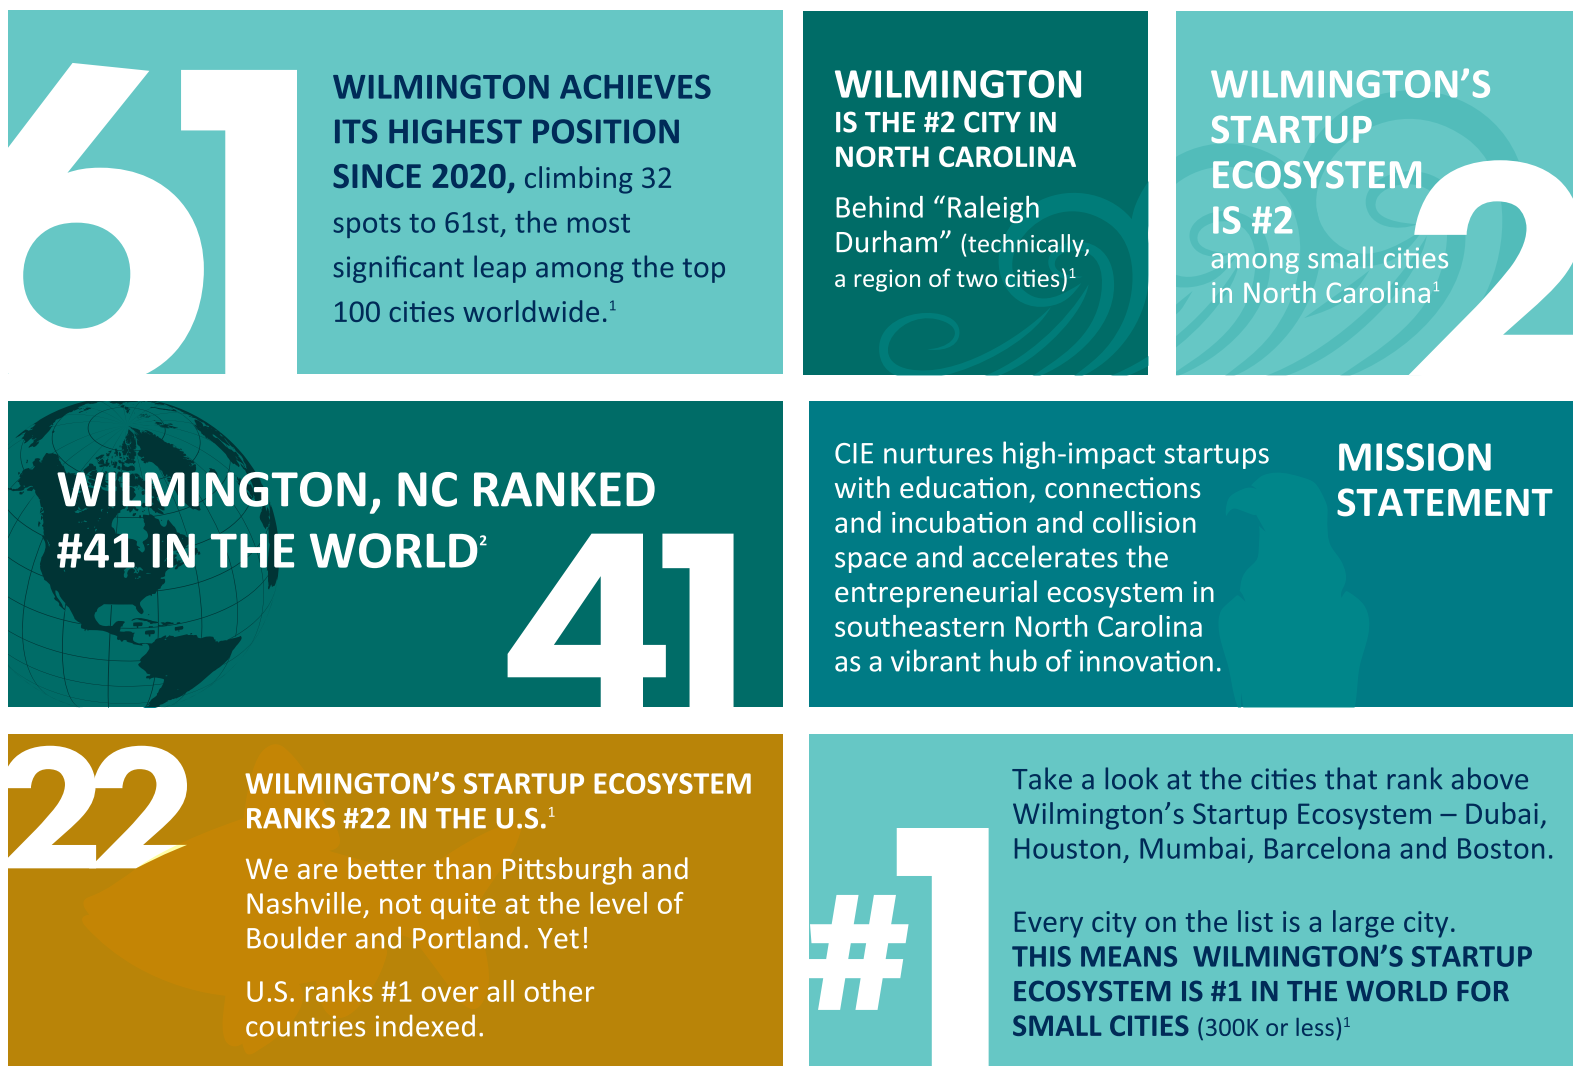 61
WILMINGTON ACHIEVES
ITS HIGHEST POSITION
SINCE 2020, climbing 32
spots to 61st, the most
significant leap among the top
100 cities worldwide.1
WILMINGTON
IS THE #2 CITY IN
NORTH CAROLINA
Behind “Raleigh
Durham” (technically,
a region of two cities)1
WILMINGTON’S
STARTUP
ECOSYSTEM
IS #2
among small cities
in North Carolina1
2
WILMINGTON, NC RANKED
#41 IN THE WORLD2
41
CIE nurtures high-impact startups
with education, connections
and incubation and collision
space and accelerates the
entrepreneurial ecosystem in
southeastern North Carolina
as a vibrant hub of innovation.
MISSION
STATEMENT
22
WILMINGTON’S STARTUP ECOSYSTEM
RANKS #22 IN THE U.S.1
We are better than Pittsburgh and
Nashville, not quite at the level of
Boulder and Portland. Yet!
U.S. ranks #1 over all other
countries indexed.
#1
Take a look at the cities that rank above
Wilmington’s Startup Ecosystem – Dubai,
Houston, Mumbai, Barcelona and Boston.
Every city on the list is a large city.
THIS MEANS  WILMINGTON’S STARTUP
ECOSYSTEM IS #1 IN THE WORLD FOR
SMALL CITIES (300K or less)1